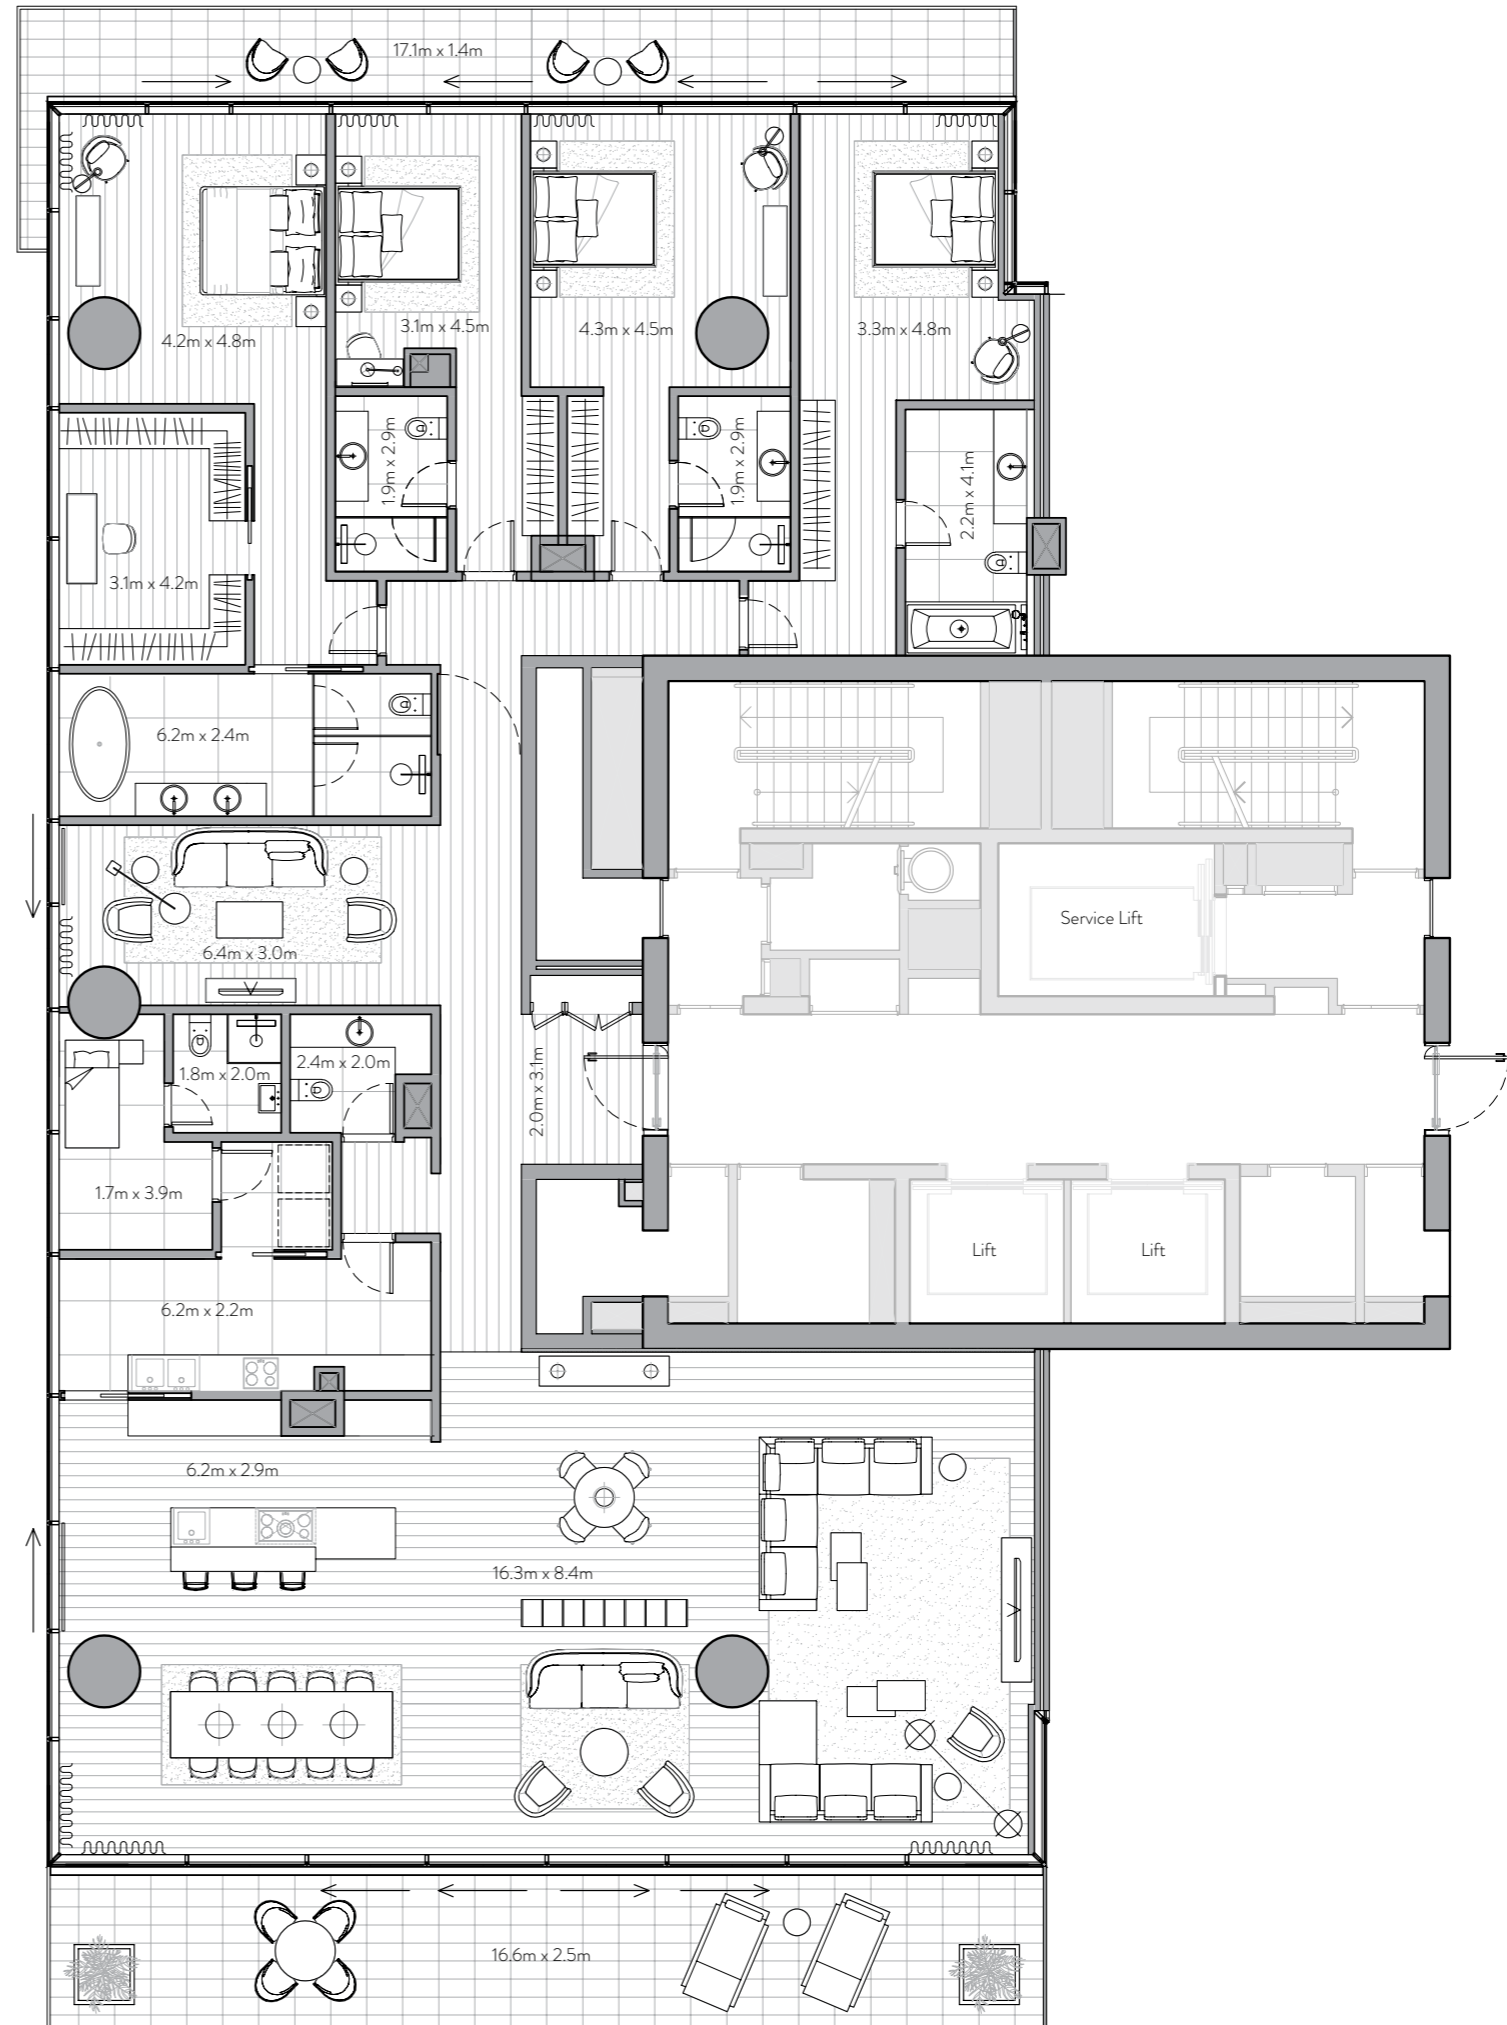 17.1m x 1.4m
4.2m x 4.8m
3.1m x 4.5m
4.3m x 4.5m
3.3m x 4.8m
1.9m x 2.9m
1.9m x 2.9m
2.2m x 4.1m
3.1m x 4.2m
6.2m x 2.4m
Service Lift
6.4m x 3.0m
1.8m x 2.0m
2.4m x 2.0m
2.0m x 3.1m
1.7m x 3.9m
Lift
Lift
6.2m x 2.2m
6.2m x 2.9m
16.3m x 8.4m
16.6m x 2.5m